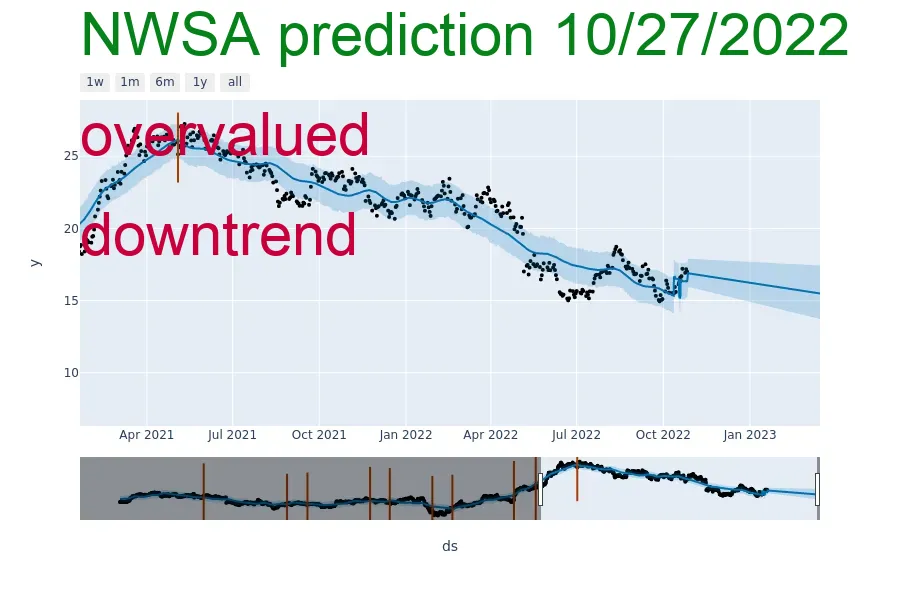 NWSA prediction 10/27/2022
1w 1m 6m 1y all
overvalued
25
downtrend
20
y
15
10
Apr 2021 Jul 2021 Oct 2021 Jan 2022 Apr 2022 Jul 2022 Oct 2022 Jan 2023
ds